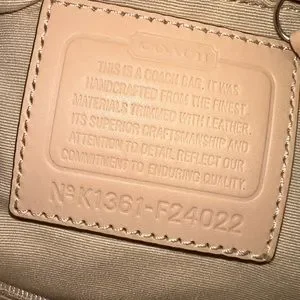 COACH
THIS IS A COACH BAG. IT WAS
HANDCRAFTED FROM THE FINEST
MATERIALS TRIMMED WITH LEATHER.
ITS SUPERIOR CRAFTSMANSHIP AND
ATTENTION TO DETAIL REFLECT OUR
COMMITMENT TO ENDURING QUALITY.
Nº K1361-F24022